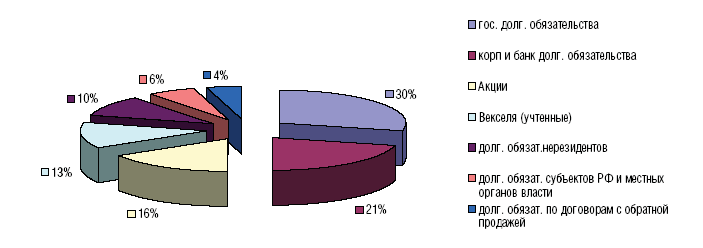 гос. долг. обязательства
корп и банк долг. обязательства
Акции
Векселя (учтенные)
долг. обязат.нерезидентов
долг. обязат. субъектов РФ и местных
органов власти
долг. обязат. по договорам с обратной
продажей
4%
6%
10%
30%
13%
16%
21%